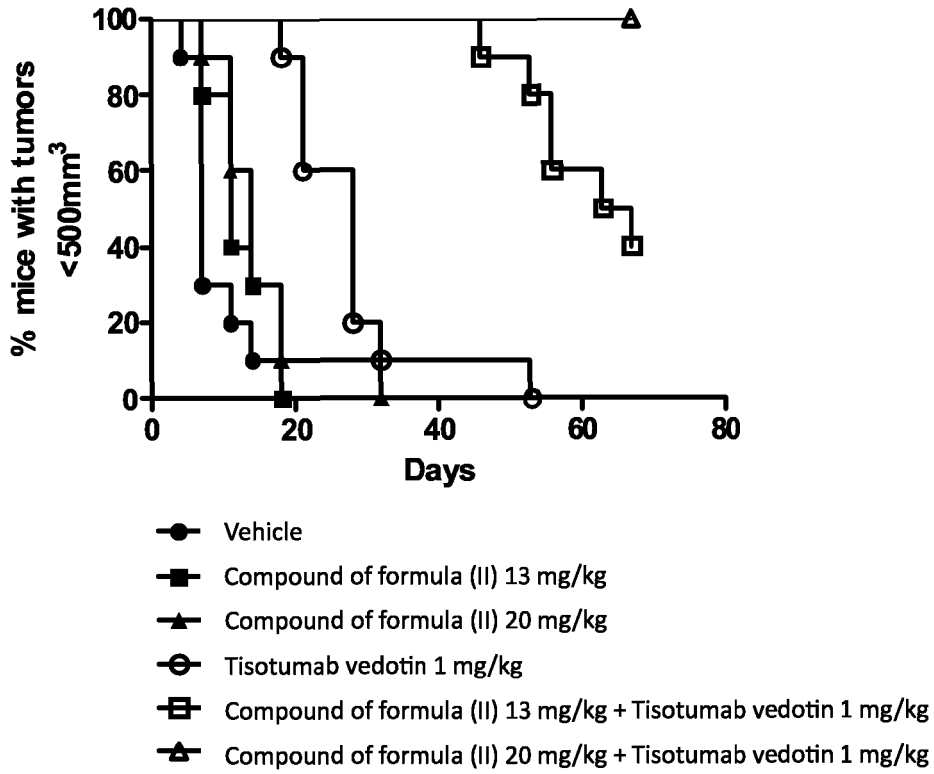 % mice with tumors
<500mm³
100
80
60
40
20
0
0 20 40 60 80
Days
Vehicle
Compound of formula (II) 13 mg/kg
Compound of formula (II) 20 mg/kg
Tisotumab vedotin 1 mg/kg
Compound of formula (II) 13 mg/kg + Tisotumab vedotin 1 mg/kg
Compound of formula (II) 20 mg/kg + Tisotumab vedotin 1 mg/kg